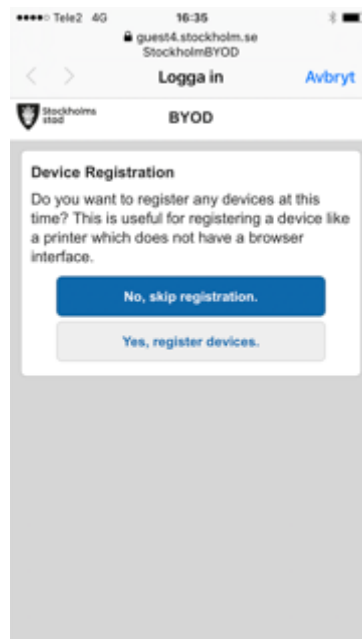 Tele2 4G 16:35
guest4.stockholm.se
StockholmBYOD
Logga in Avbryt
Stockholms
stad
BYOD
Device Registration
Do you want to register any devices at this
time? This is useful for registering a device like
a printer which does not have a browser
interface.
No, skip registration.
Yes, register devices.